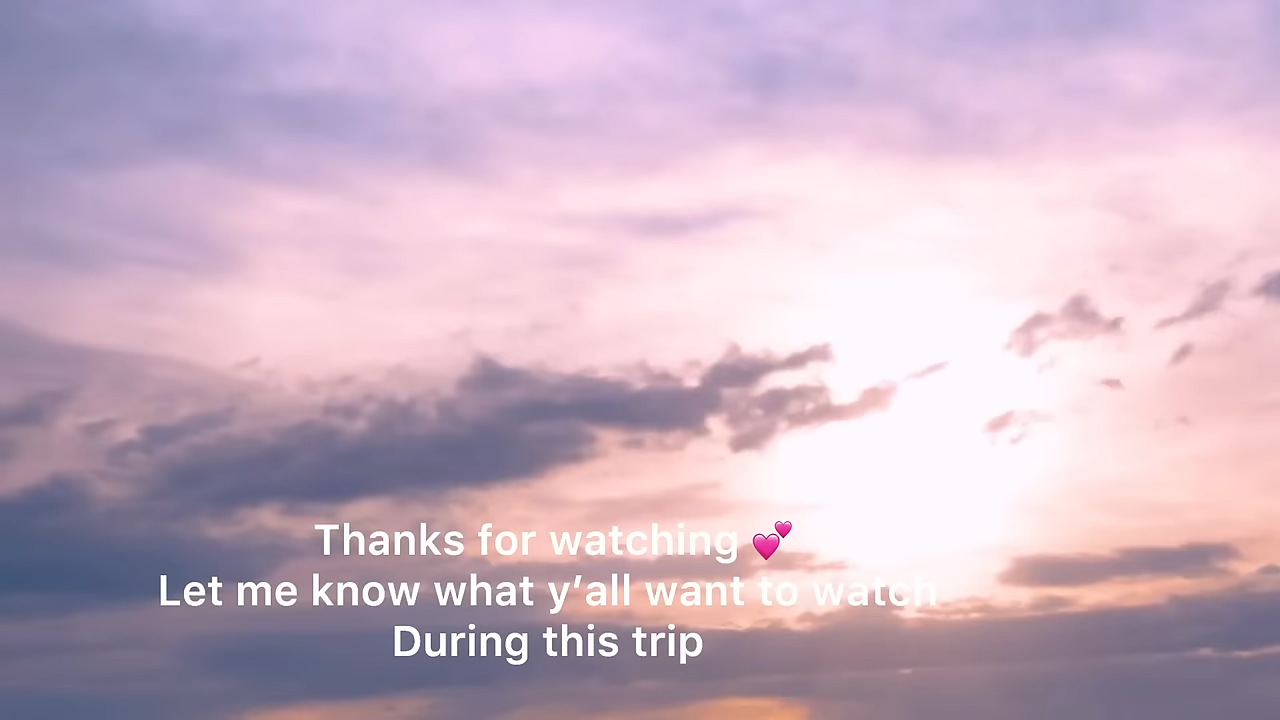 Thanks for watching 💕
Let me know what y’all want to watch
During this trip